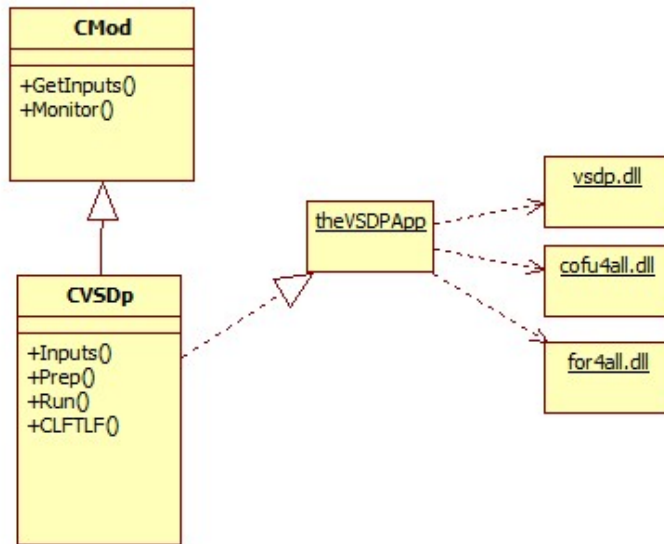 CMod
+GetInputs()
+Monitor()
CVSDp
+Inputs()
+Prep()
+Run()
+CLFTLF()
theVSDPApp
vsdp.dll
cofu4all.dll
for4all.dll